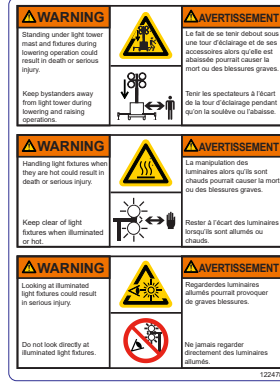 WARNING
Standing under light tower
mast and fixtures during
lowering operation could
result in death or serious
injury.
Keep bystanders away
from light tower during
lowering and raising
operations.
AVERTISSEMENT
Le fait de se tenir debout sous
une tour d'éclairage et de ses
accessoires alors qu'elle est
abaissée pourrait causer la
mort ou des blessures graves.
Tenir les spectateurs à l'écart
de la tour d'éclairage pendant
qu'on la soulève ou l'abaisse.
WARNING
Handling light fixtures when
they are hot could result in
death or serious injury.
Keep clear of light
fixtures when illuminated
or hot.
AVERTISSEMENT
La manipulation des
luminaires alors qu'ils sont
chauds pourrait causer la mort
ou des blessures graves.
Rester à l'écart des luminaires
lorsqu'ils sont allumés ou
chauds.
WARNING
Looking at illuminated
light fixtures could result
in serious injury.
Do not look directly at
illuminated light fixtures.
AVERTISSEMENT
Regarderdes luminaires
allumés pourrait provoquer
de graves blessures.
Ne jamais regarder
directement des luminaires
allumés.